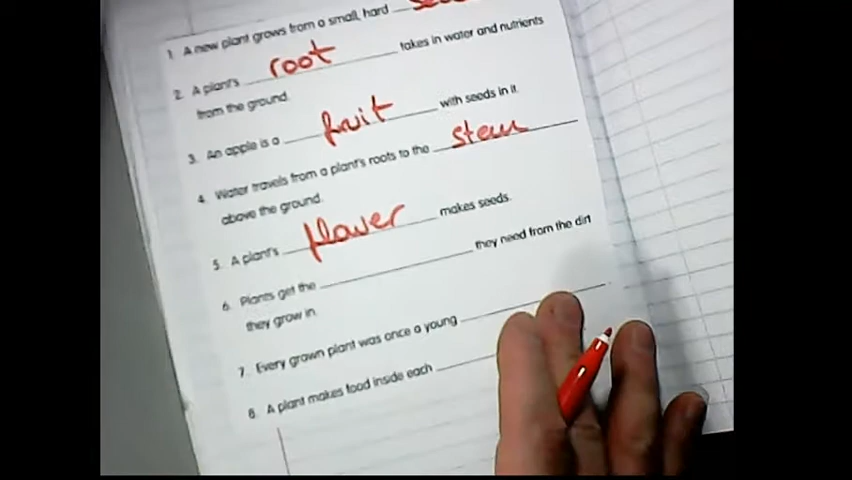 1. A new plant grows from a small, hard
2. A plant's root takes in water and nutrients
from the ground.
3. An apple is a fruit with seeds in it.
4. Water travels from a plant's roots to the stem
above the ground.
5. A plant's flower makes seeds.
6. Plants get the they need from the dirt
they grow in.
7. Every grown plant was once a young
8. A plant makes food inside each